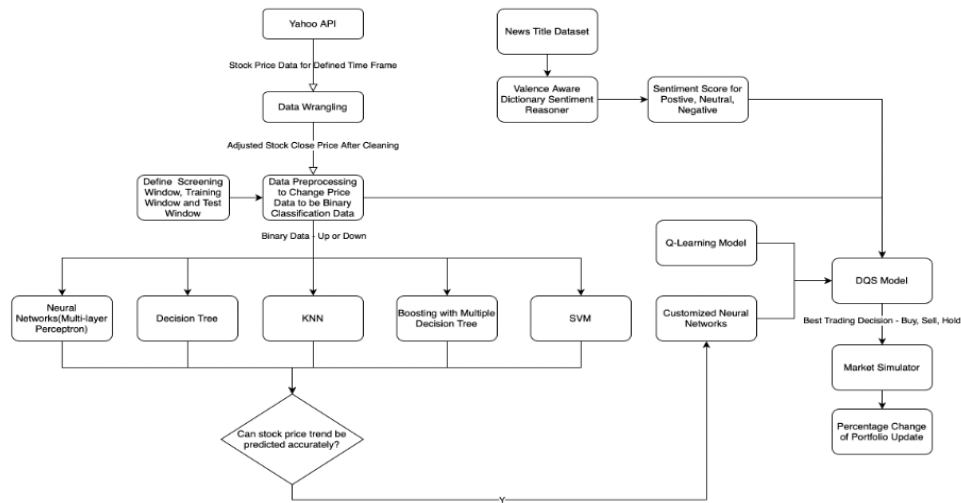 Yahoo API
Stock Price Data for Defined Time Frame
Data Wrangling
Adjusted Stock Close Price After Cleaning
Define Screening
Window, Training
Window and Test
Window
Data Preprocessing
to Change Price
Data to be Binary
Classification Data
Binary Data - Up or Down
News Title Dataset
Valence Aware
Dictionary Sentiment
Reasoner
Sentiment Score for
Postive, Neutral,
Negative
Neural
Networks(Multi-layer
Perceptron)
Decision Tree
KNN
Boosting with Multiple
Decision Tree
SVM
Q-Learning Model
Customized Neural
Networks
DQS Model
Best Trading Decision - Buy, Sell, Hold
Market Simulator
Percentage Change
of Portfolio Update
Can stock price trend be
predicted accurately?
Y